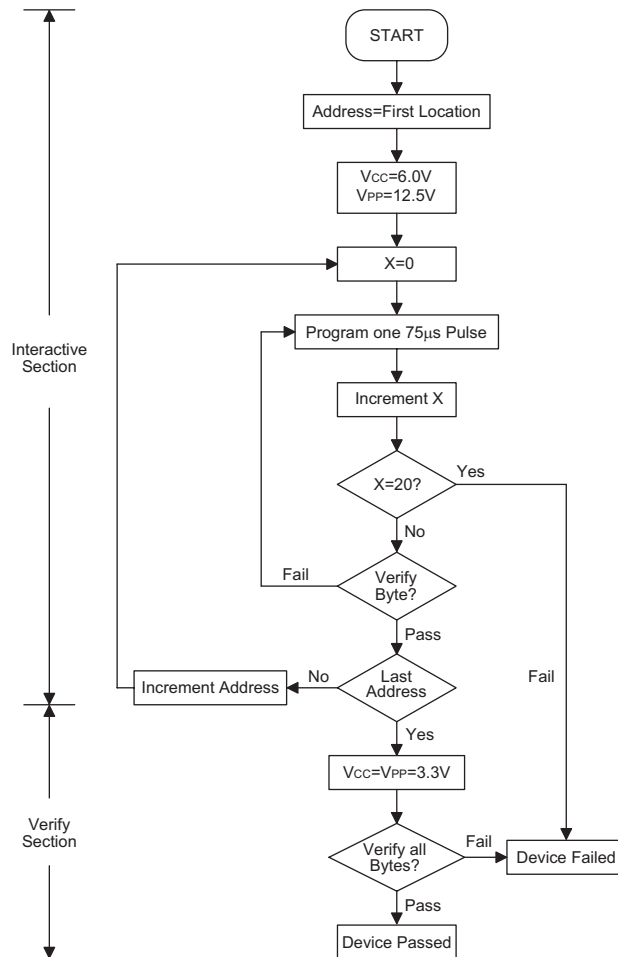 START
Address=First Location
VCC=6.0V
VPP=12.5V
X=0
Program one 75μs Pulse
Interactive
Section
Increment X
X=20?
Yes
No
Fail
Verify
Byte?
Pass
Last
Address
No
Increment Address
Fail
Yes
VCC=VPP=3.3V
Verify
Section
Verify all
Bytes?
Fail
Device Failed
Pass
Device Passed